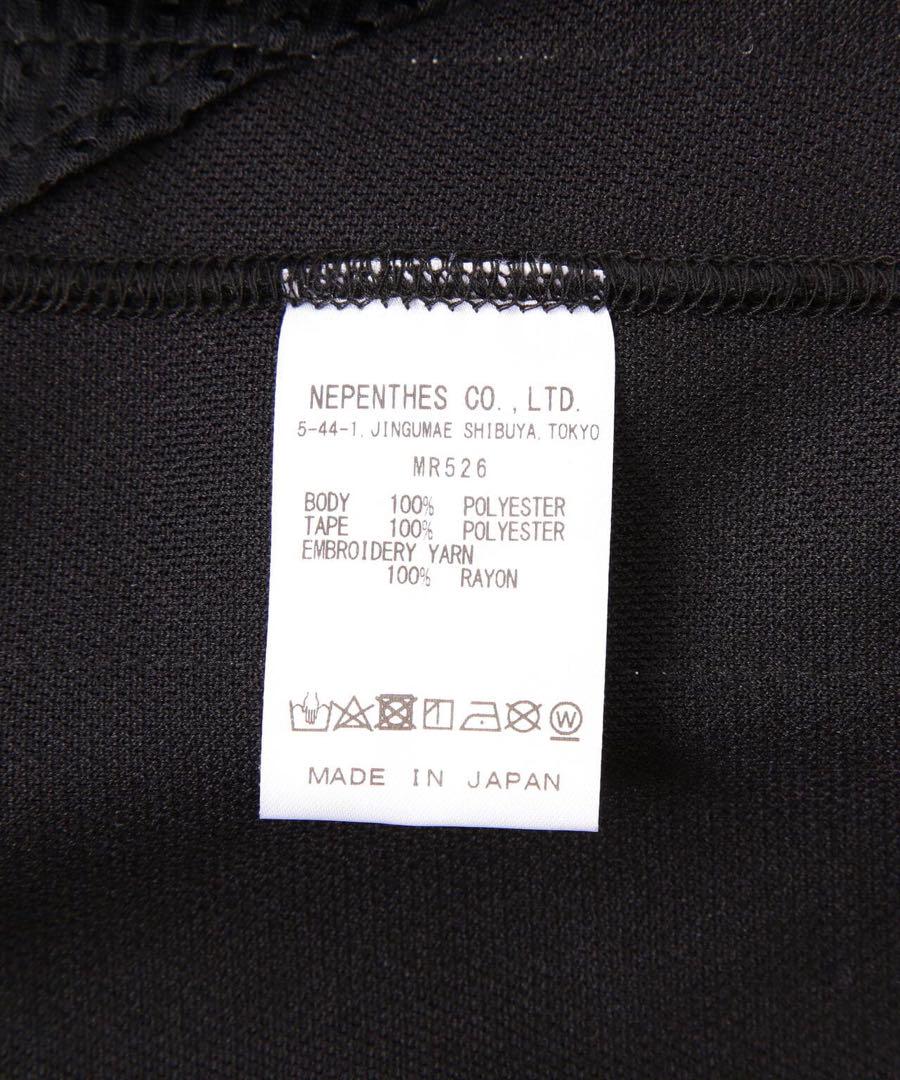 NEPENTHES CO.,LTD.
5-44-1, JINGUMAE SHIBUYA, TOKYO
MR526
BODY 100% POLYESTER
TAPE 100% POLYESTER
EMBROIDERY YARN
100% RAYON
W
MADE IN JAPAN